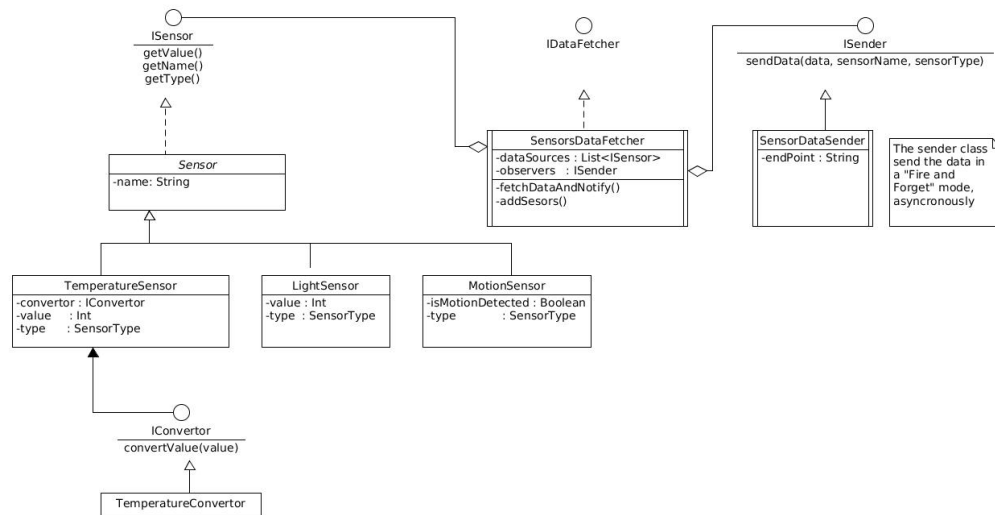 ISensor
getValue()
getName()
getType()
IDataFetcher
ISender
sendData(data, sensorName, sensorType)
Sensor
-name: String
SensorsDataFetcher
-dataSources : List<ISensor>
-observers : ISender
-fetchDataAndNotify()
-addSesors()
SensorDataSender
-endPoint : String
The sender class
send the data in
a "Fire and
Forget" mode,
asyncronously
TemperatureSensor
-convertor : IConvertor
-value : Int
-type : SensorType
LightSensor
-value : Int
-type : SensorType
MotionSensor
-isMotionDetected : Boolean
-type : SensorType
IConvertor
convertValue(value)
TemperatureConvertor